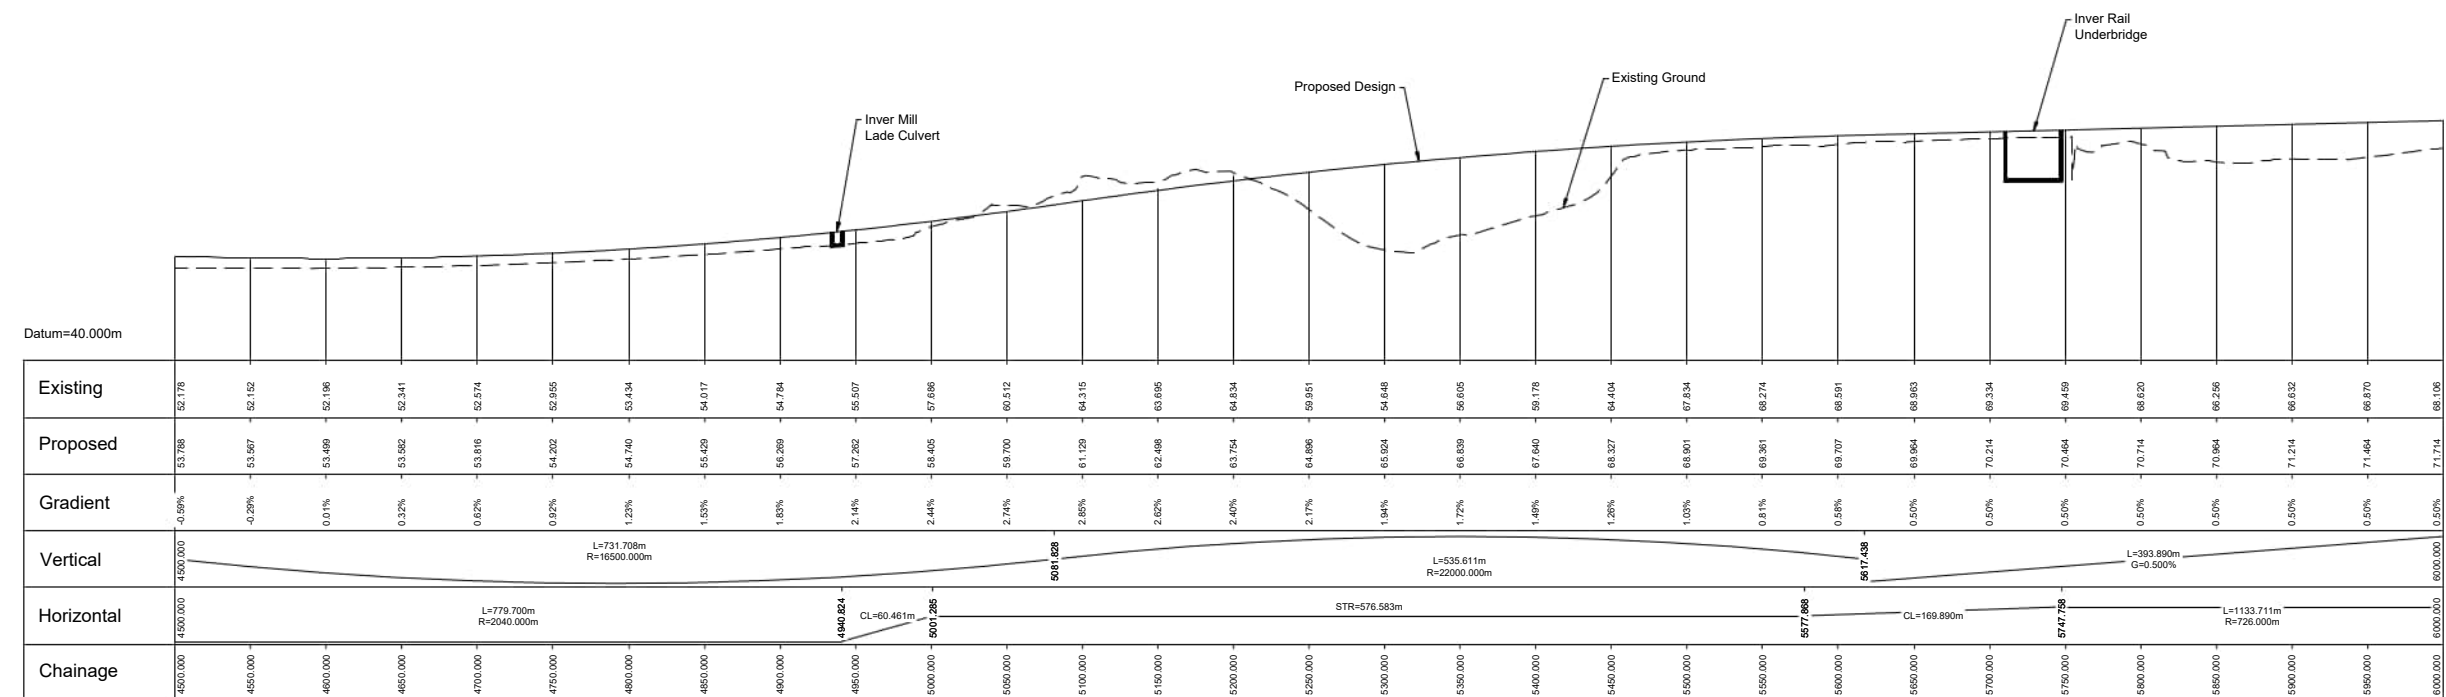 Inver Rail
Underbridge
Proposed Design
Existing Ground
Inver Mill
Lade Culvert
Datum=40.000m
Existing 52.178 52.152 52.196 52.341 52.574 52.955 53.434 54.017 54.784 55.507 57.686 60.512 64.315 63.695 64.834 59.951 54.648 56.605 59.178 64.404 67.834 68.274 68.591 68.963 69.334 69.459 68.620 66.256 66.632 66.870 68.106
Proposed 53.788 53.567 53.499 53.582 53.816 54.202 54.740 55.429 56.269 57.262 58.405 59.700 61.129 62.498 63.754 64.896 65.924 66.839 67.640 68.327 68.901 69.361 69.707 69.964 70.214 70.464 70.714 70.964 71.214 71.464 71.714
Gradient -0.59% -0.29% 0.01% 0.32% 0.62% 0.92% 1.23% 1.53% 1.83% 2.14% 2.44% 2.74% 2.85% 2.62% 2.40% 2.17% 1.94% 1.72% 1.49% 1.26% 1.03% 0.81% 0.58% 0.50% 0.50% 0.50% 0.50% 0.50% 0.50% 0.50% 0.50%
Vertical
4500.000
L=731.708m
R=16500.000m
5081.828
L=535.611m
R=22000.000m
5617.438
L=393.890m
G=0.500%
6000.000
Horizontal
4500.000
L=779.700m
R=2040.000m
4940.824
CL=60.461m
5001.285
STR=576.583m
5577.868
CL=169.890m
5747.758
L=1133.711m
R=726.000m
6000.000
Chainage 4500.000 4550.000 4600.000 4650.000 4700.000 4750.000 4800.000 4850.000 4900.000 4950.000 5000.000 5050.000 5100.000 5150.000 5200.000 5250.000 5300.000 5350.000 5400.000 5450.000 5500.000 5550.000 5600.000 5650.000 5700.000 5750.000 5800.000 5850.000 5900.000 5950.000 6000.000